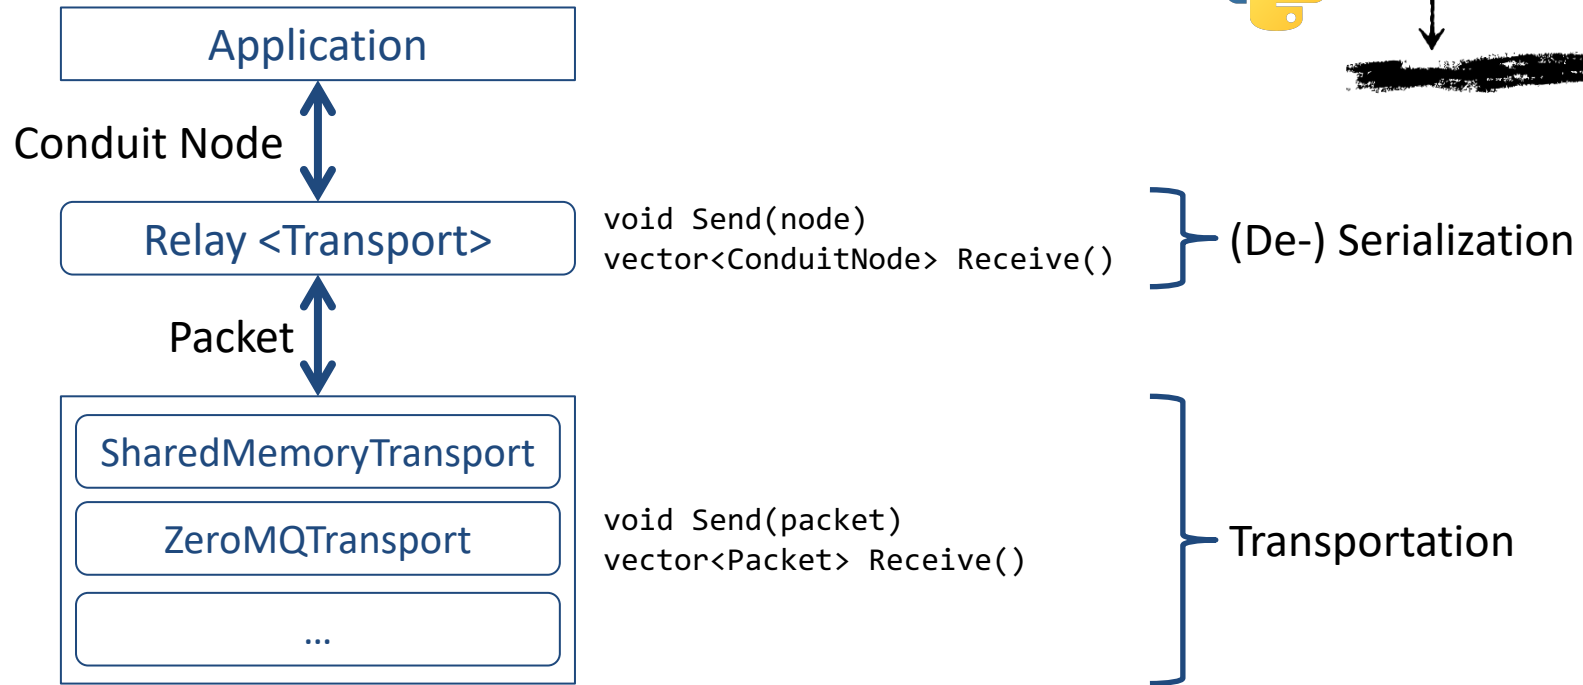 Application
Conduit Node
Relay <Transport>
void Send(node)
vector<ConduitNode> Receive()
(De-) Serialization
Packet
SharedMemoryTransport
ZeroMQTransport
…
void Send(packet)
vector<Packet> Receive()
Transportation